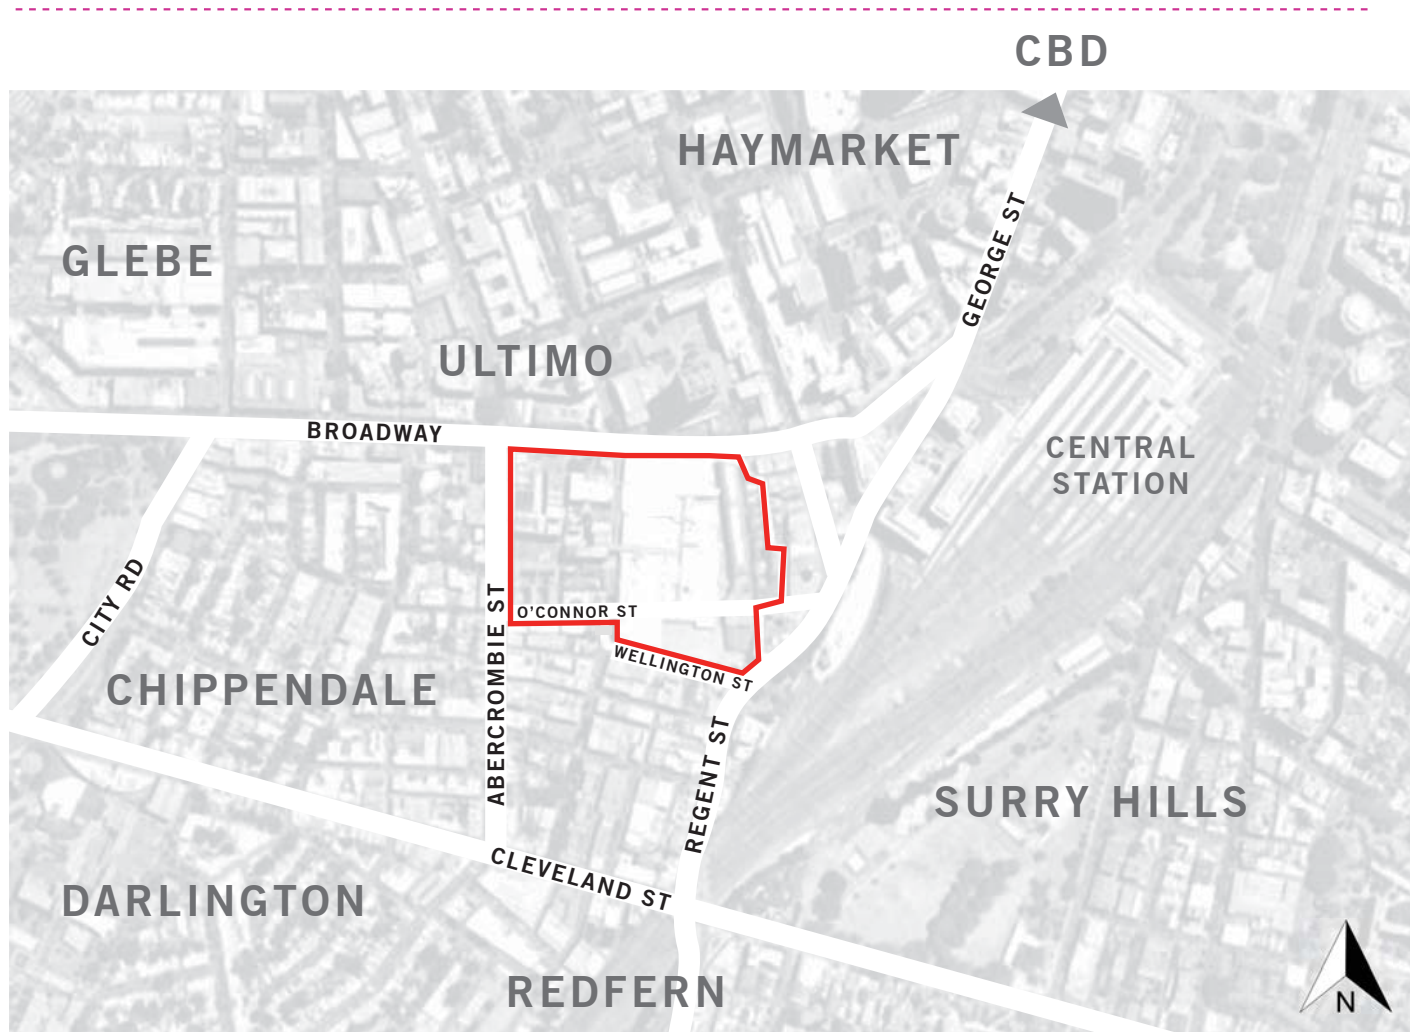 CBD
HAYMARKET
GEORGE ST
GLEBE
ULTIMO
BROADWAY
CENTRAL
STATION
CITY RD
O'CONNOR ST
ABERCROMBIE ST
WELLINGTON ST
CHIPPENDALE
REGENT ST
SURRY HILLS
CLEVELAND ST
DARLINGTON
REDFERN
N